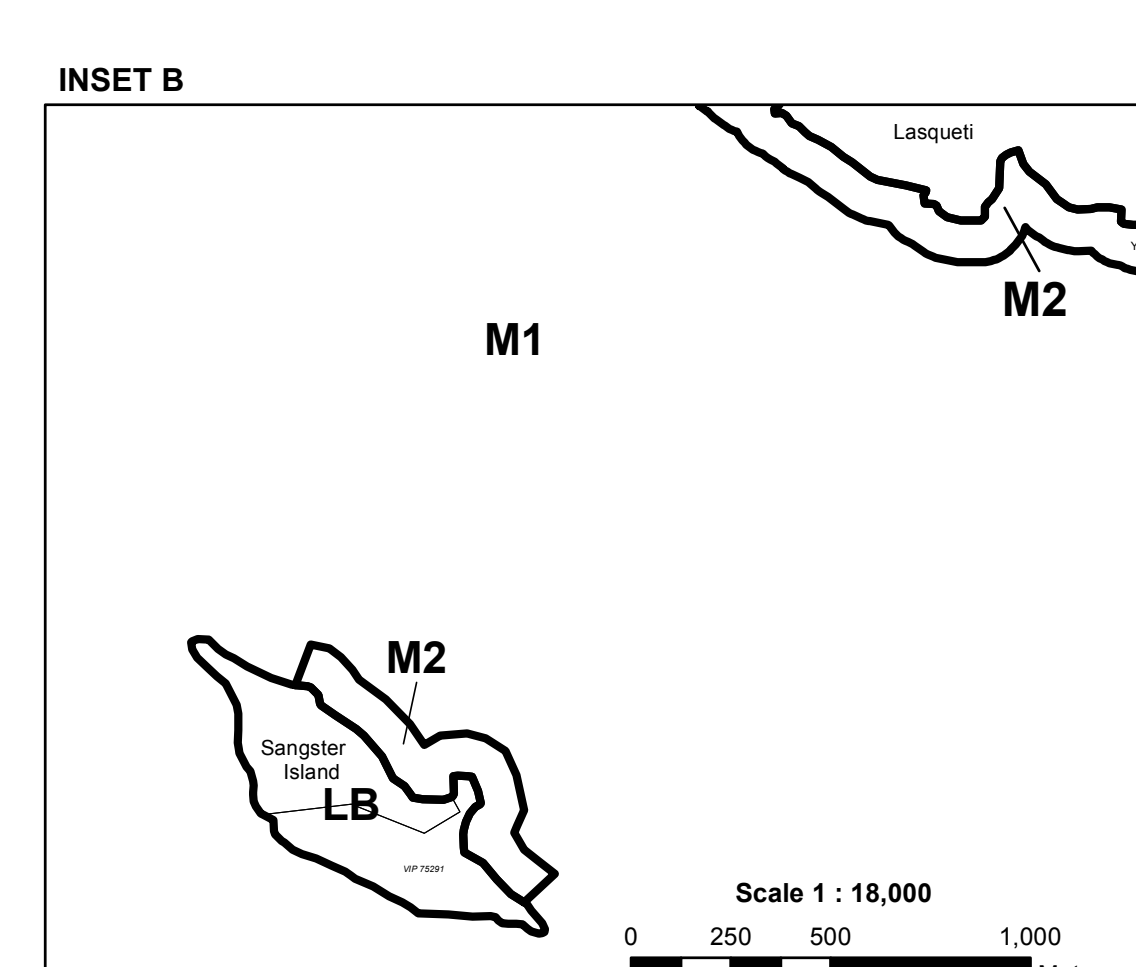 INSET B
Lasqueti
M2
M1
M2
Sangster
Island
LB
VIP 75291
Scale 1 : 18,000
0 250 500 1,000